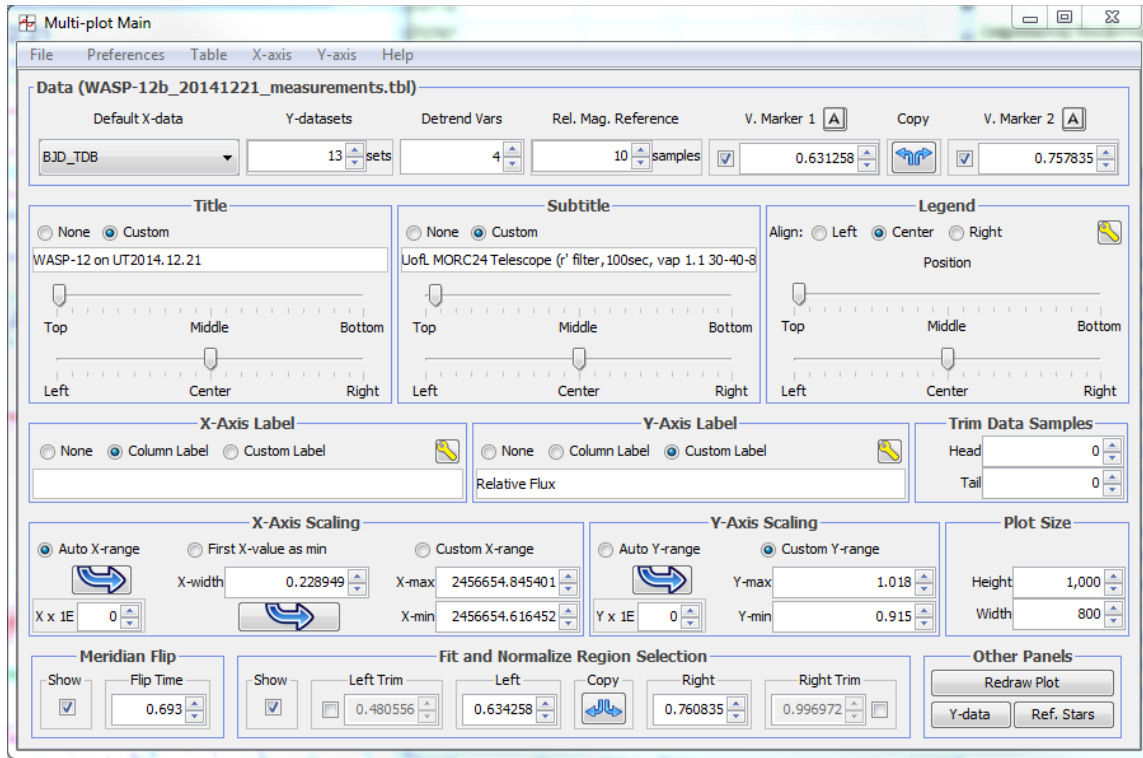 Multi-plot Main
File Preferences Table X-axis Y-axis Help
Data (WASP-12b_20141221_measurements.tbl)
Default X-data Y-datasets Detrend Vars Rel. Mag. Reference V. Marker 1 A Copy V. Marker 2 A
BJD_TDB 13 sets 4 10 samples 0.631258 0.757835
Title Subtitle Legend
None Custom None Custom Align: Left Center Right
WASP-12 on UT2014.12.21 UofL MORC24 Telescope (r' filter,100sec, vap 1.1 30-40-8 Position
Top Middle Bottom Top Middle Bottom Top Middle Bottom
Left Center Right Left Center Right Left Center Right
X-Axis Label Y-Axis Label Trim Data Samples
None Column Label Custom Label None Column Label Custom Label Head 0
Relative Flux Tail 0
X-Axis Scaling Y-Axis Scaling Plot Size
Auto X-range First X-value as min Custom X-range Auto Y-range Custom Y-range
X-width 0.228949 X-max 2456654.845401 Y-max 1.018 Height 1,000
X x 1E 0 X-min 2456654.616452 Y x 1E 0 Y-min 0.915 Width 800
Meridian Flip Fit and Normalize Region Selection Other Panels
Show Flip Time Show Left Trim Left Copy Right Right Trim Redraw Plot
0.693 0.480556 0.634258 0.760835 0.996972 Y-data Ref. Stars